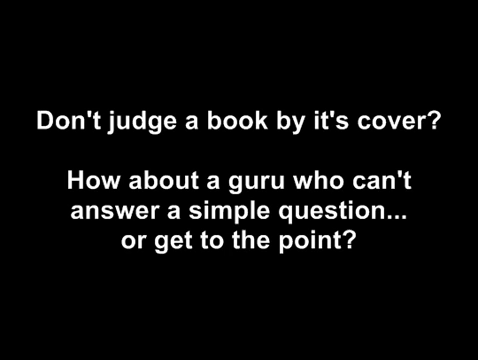 Don't judge a book by it's cover?
How about a guru who can't
answer a simple question...
or get to the point?